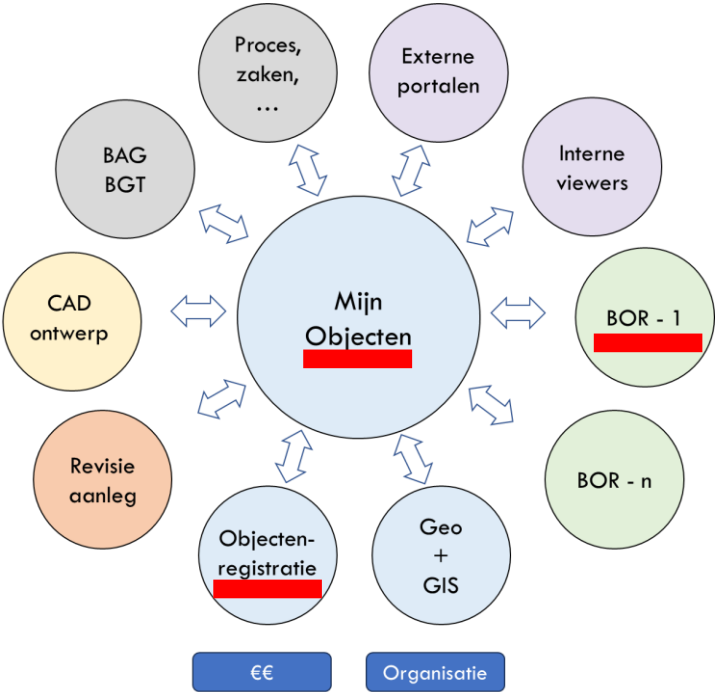 Proces,
zaken,
...
Externe
portalen
BAG
BGT
Interne
viewers
CAD
ontwerp
Mijn
Objecten
BOR - 1
Revisie
aanleg
BOR - n
Objecten-
registratie
Geo
+
GIS
€€
Organisatie